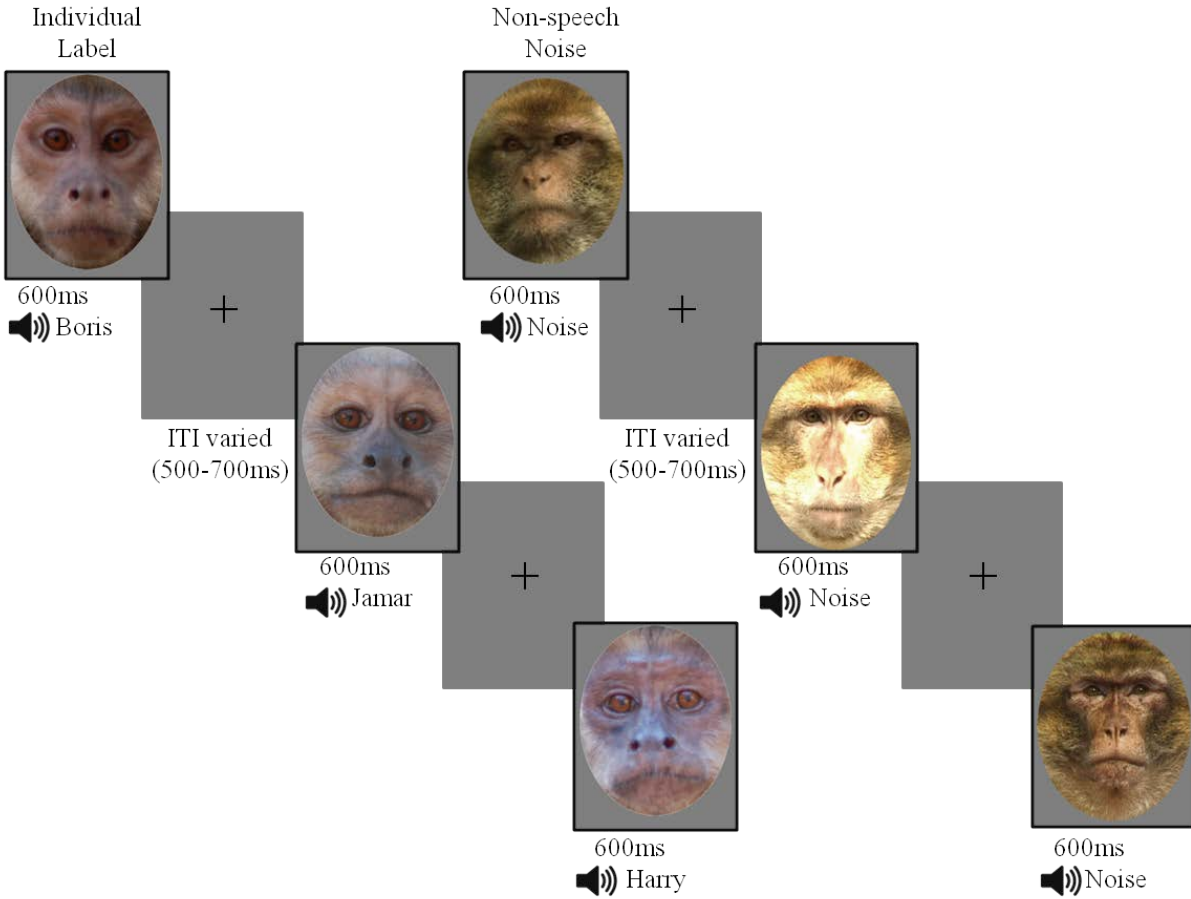 Individual
Label
600ms
Boris
ITI varied
(500-700ms)
600ms
Jamar
600ms
Harry
Non-speech
Noise
600ms
Noise
ITI varied
(500-700ms)
600ms
Noise
600ms
Noise